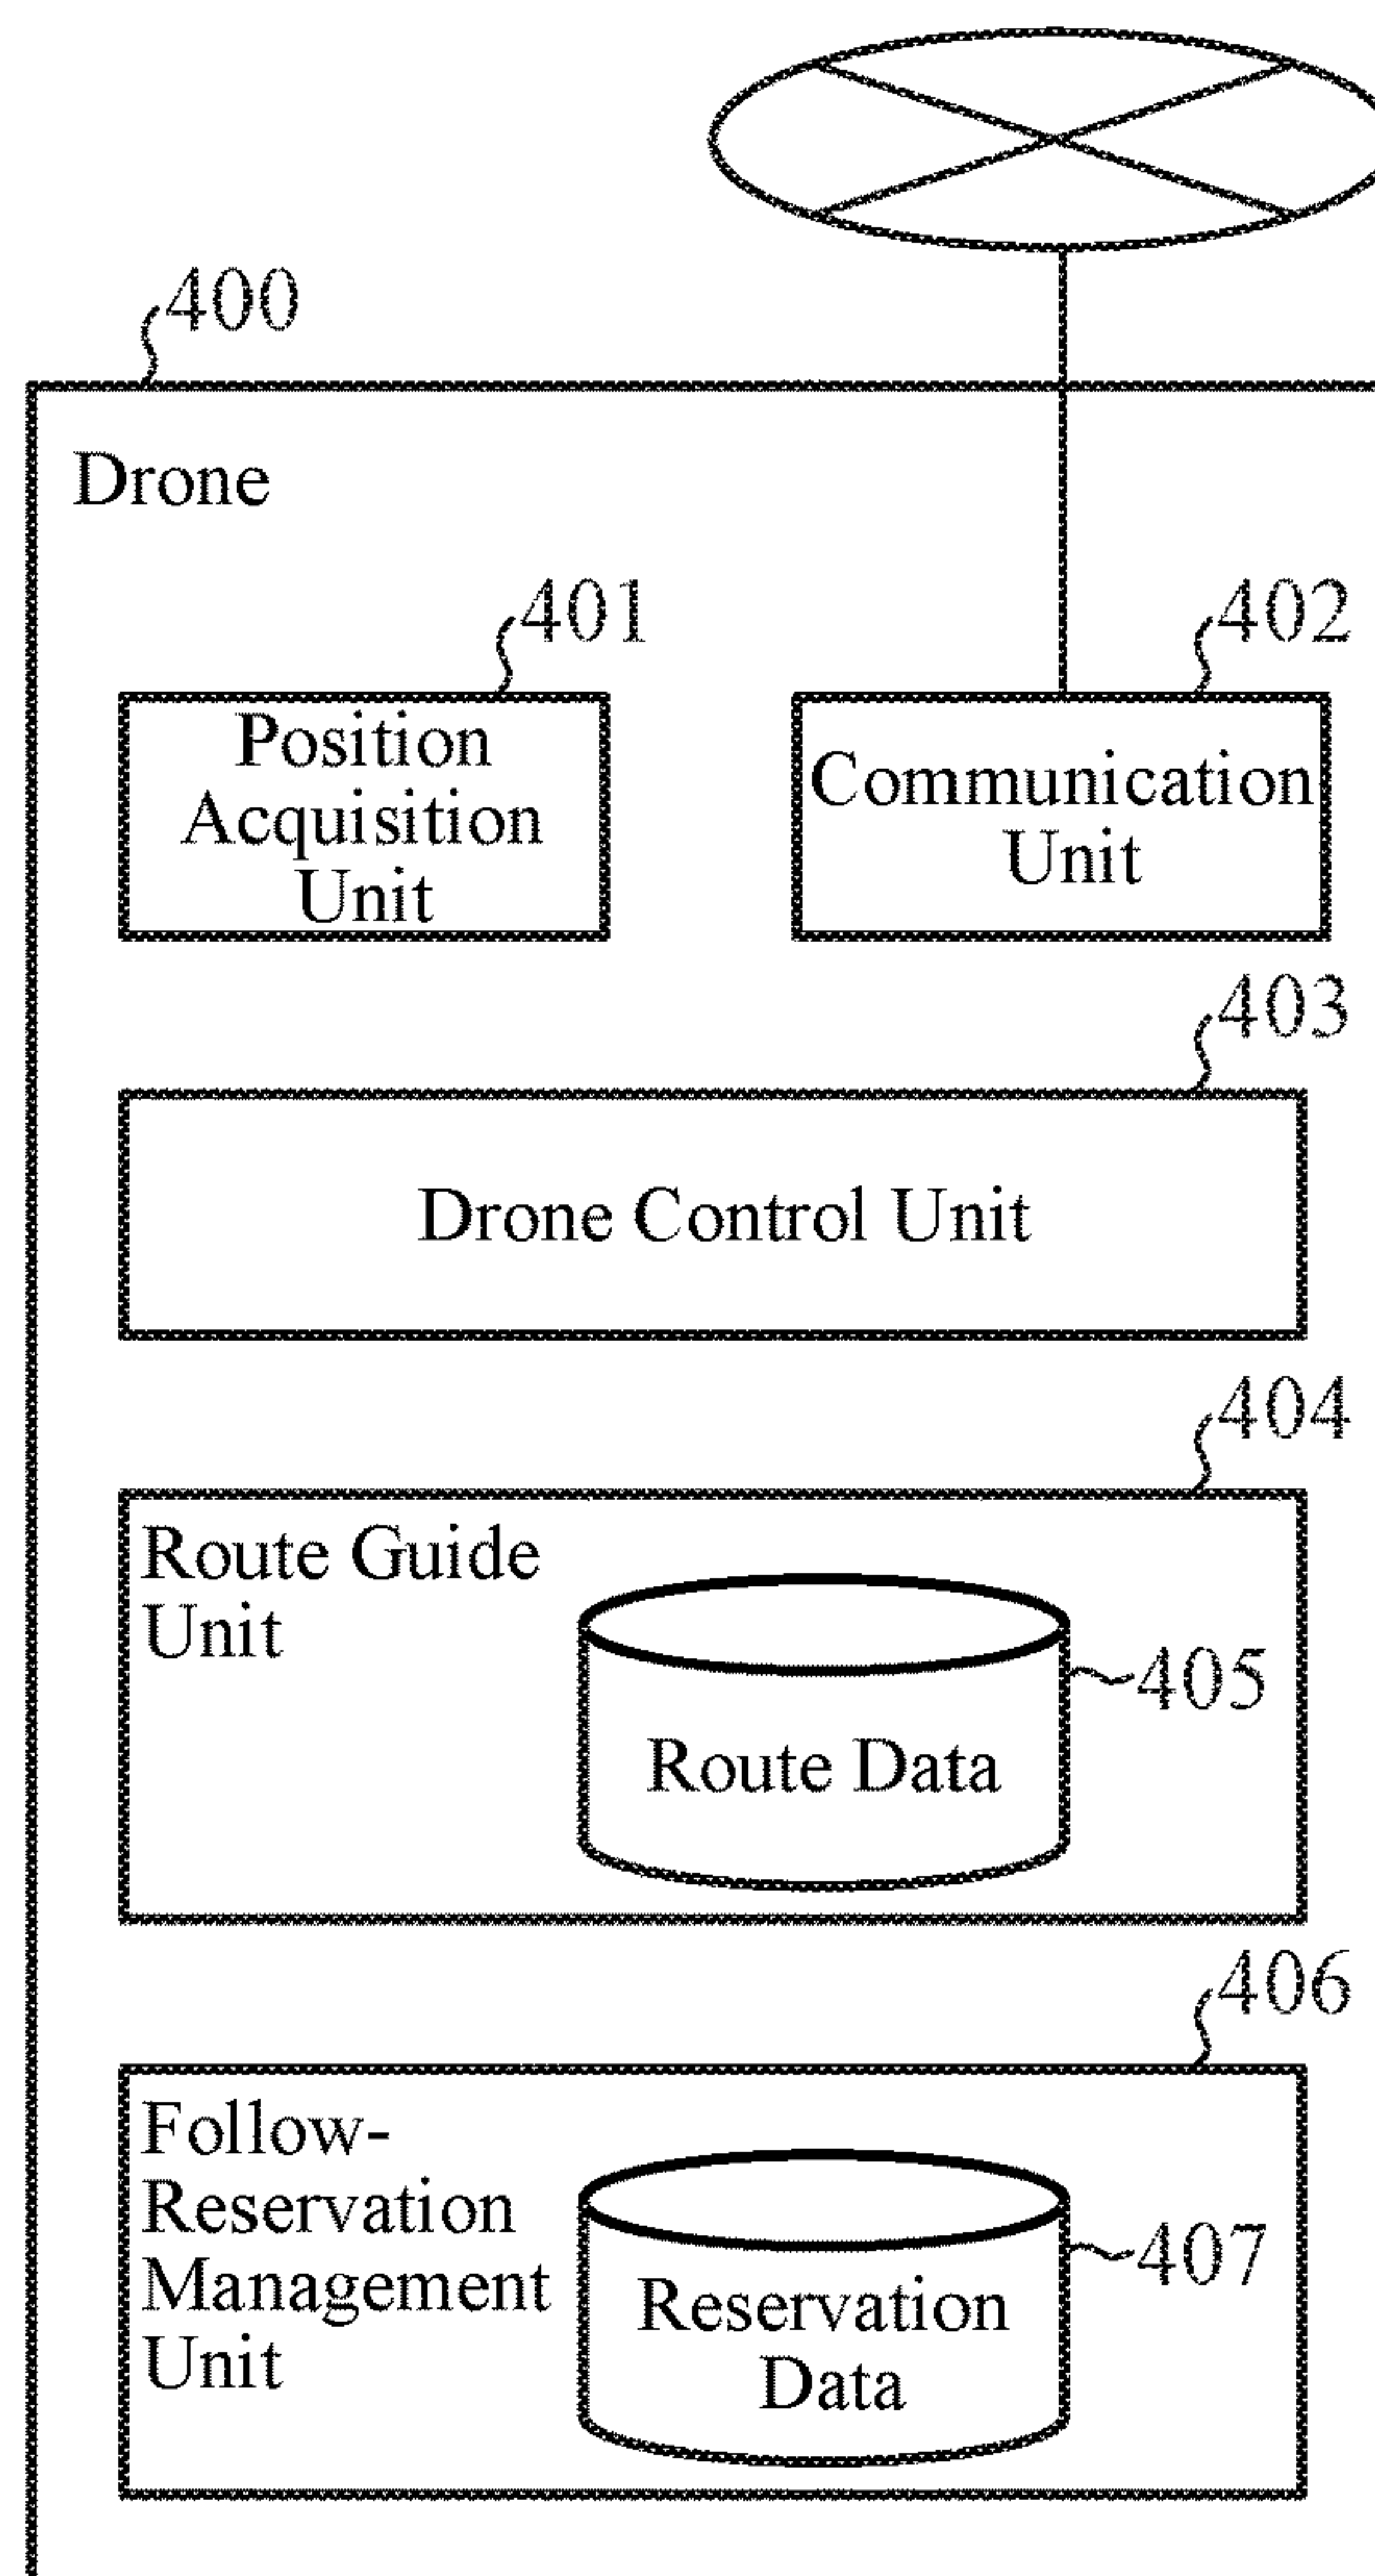 400
Drone
401
402
Position
Acquisition
Unit
Communication
Unit
403
Drone Control Unit
404
Route Guide
Unit
405
Route Data
406
Follow-
Reservation
Management
Unit
407
Reservation
Data